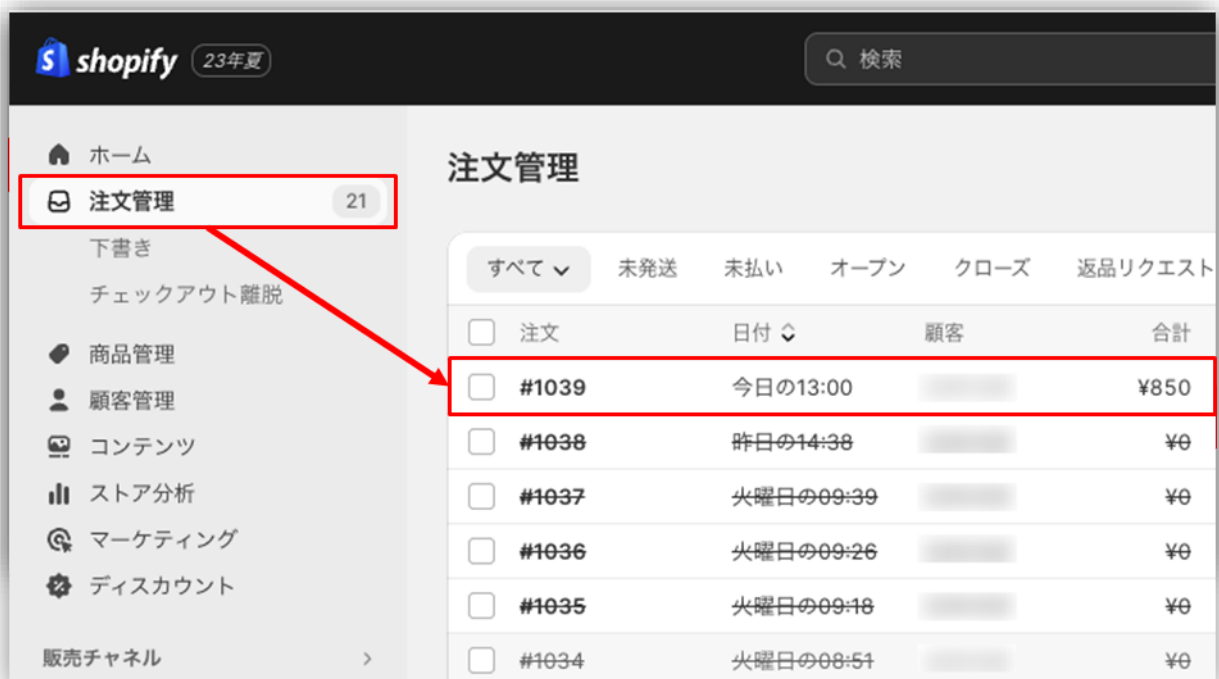 shopify 23年夏 検索
ホーム
注文管理 21
下書き
チェックアウト離脱
商品管理
顧客管理
コンテンツ
ストア分析
マーケティング
ディスカウント
販売チャネル
注文管理
すべて 未発送 未払い オープン クローズ 返品リクエスト
注文 日付 顧客 合計
#1039 今日の13:00 ¥850
#1038 昨日の14:38 ¥0
#1037 火曜日の09:39 ¥0
#1036 火曜日の09:26 ¥0
#1035 火曜日の09:18 ¥0
#1034 火曜日の08:51 ¥0